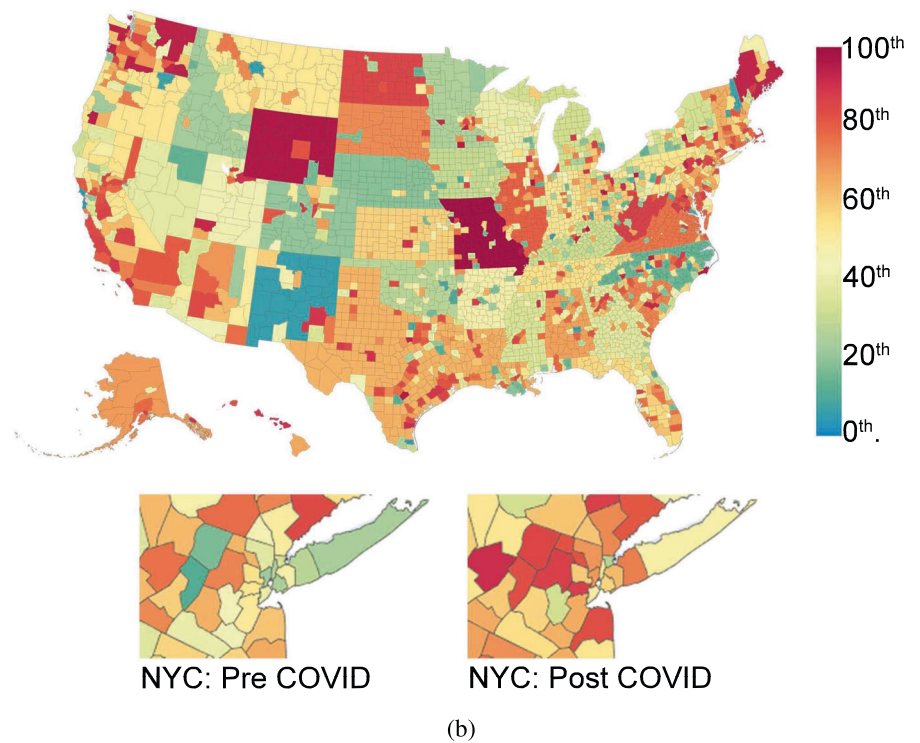 100th
80th
60th
40th
20th
0th.
NYC: Pre COVID
NYC: Post COVID
(b)